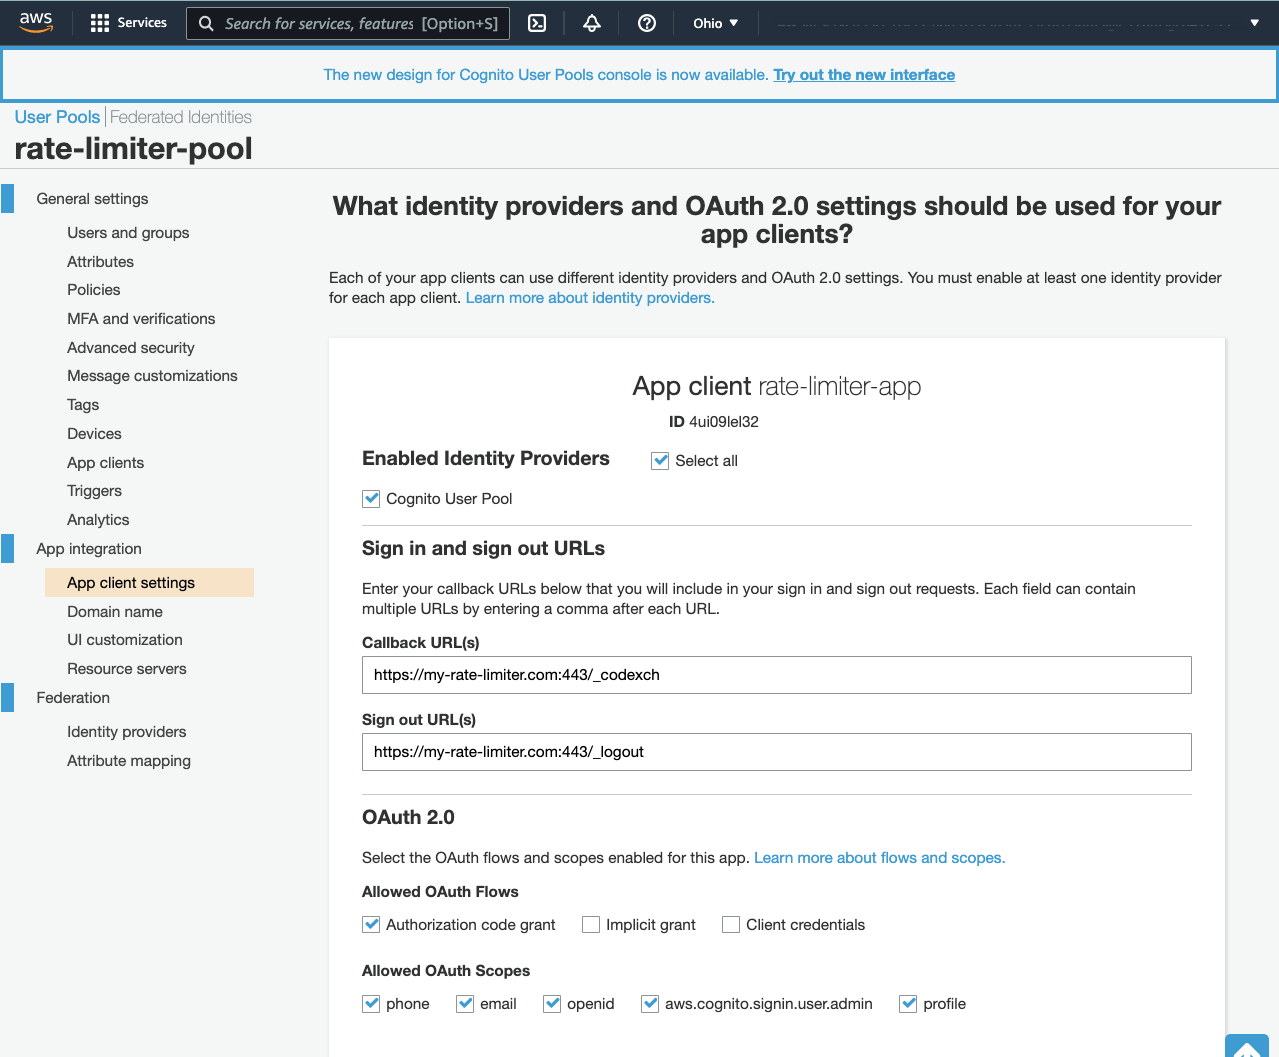 aws Services Search for services, features [Option+S] Ohio
The new design for Cognito User Pools console is now available. Try out the new interface
User Pools Federated Identities
rate-limiter-pool
General settings
Users and groups
Attributes
Policies
MFA and verifications
Advanced security
Message customizations
Tags
Devices
App clients
Triggers
Analytics
App integration
App client settings
Domain name
UI customization
Resource servers
Federation
Identity providers
Attribute mapping
What identity providers and OAuth 2.0 settings should be used for your
app clients?
Each of your app clients can use different identity providers and OAuth 2.0 settings. You must enable at least one identity provider
for each app client. Learn more about identity providers.
App client rate-limiter-app
ID 4ui09lel32
Enabled Identity Providers Select all
Cognito User Pool
Sign in and sign out URLs
Enter your callback URLs below that you will include in your sign in and sign out requests. Each field can contain
multiple URLs by entering a comma after each URL.
Callback URL(s)
https://my-rate-limiter.com:443/_codexch
Sign out URL(s)
https://my-rate-limiter.com:443/_logout
OAuth 2.0
Select the OAuth flows and scopes enabled for this app. Learn more about flows and scopes.
Allowed OAuth Flows
Authorization code grant Implicit grant Client credentials
Allowed OAuth Scopes
phone email openid aws.cognito.signin.user.admin profile